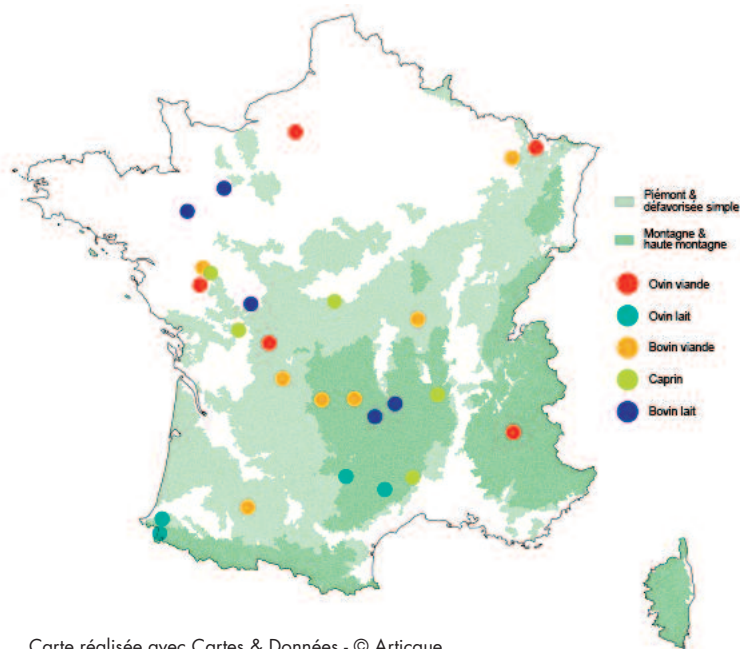 Piémont &
défavorisée simple
Montagne &
haute montagne
Ovin viande
Ovin lait
Bovin viande
Caprin
Bovin lait
Carte réalisée avec Cartes & Données - © Articque